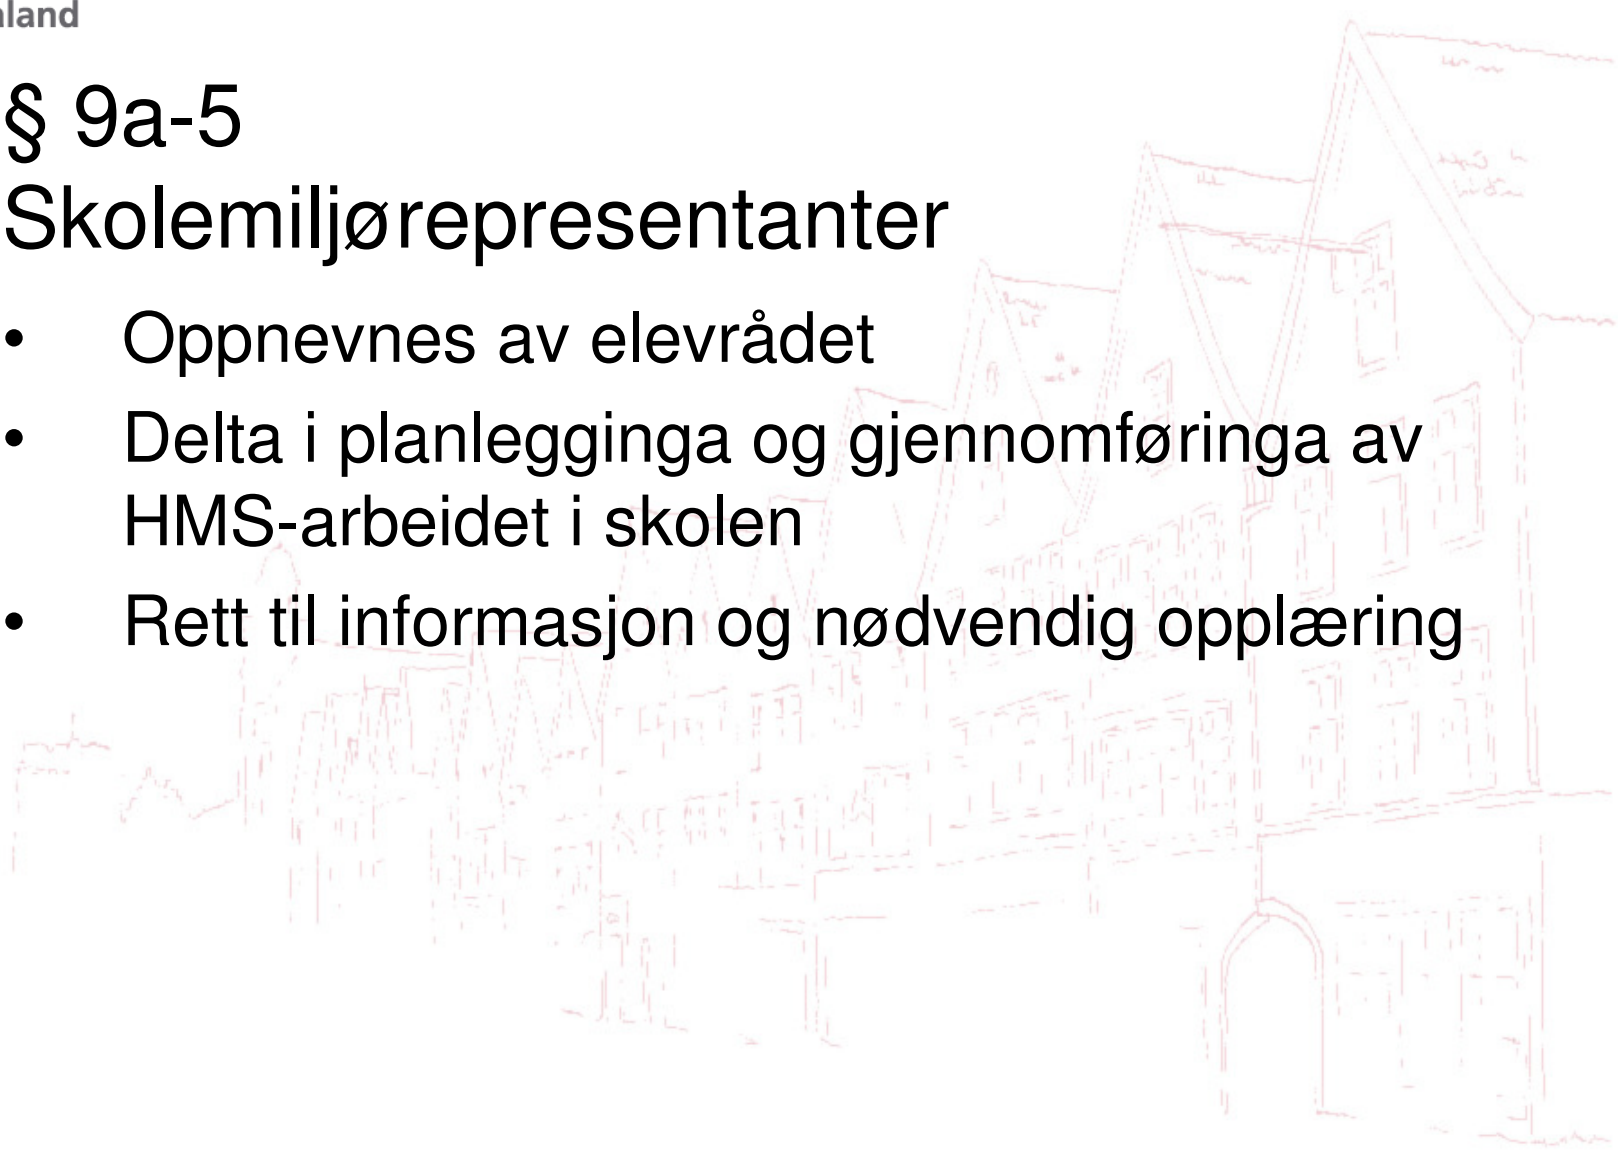 § 9a-5
Skolemiljørepresentanter
• Oppnevnes av elevrådet
• Delta i planlegginga og gjennomføringa av
HMS-arbeidet i skolen
• Rett til informasjon og nødvendig opplæring